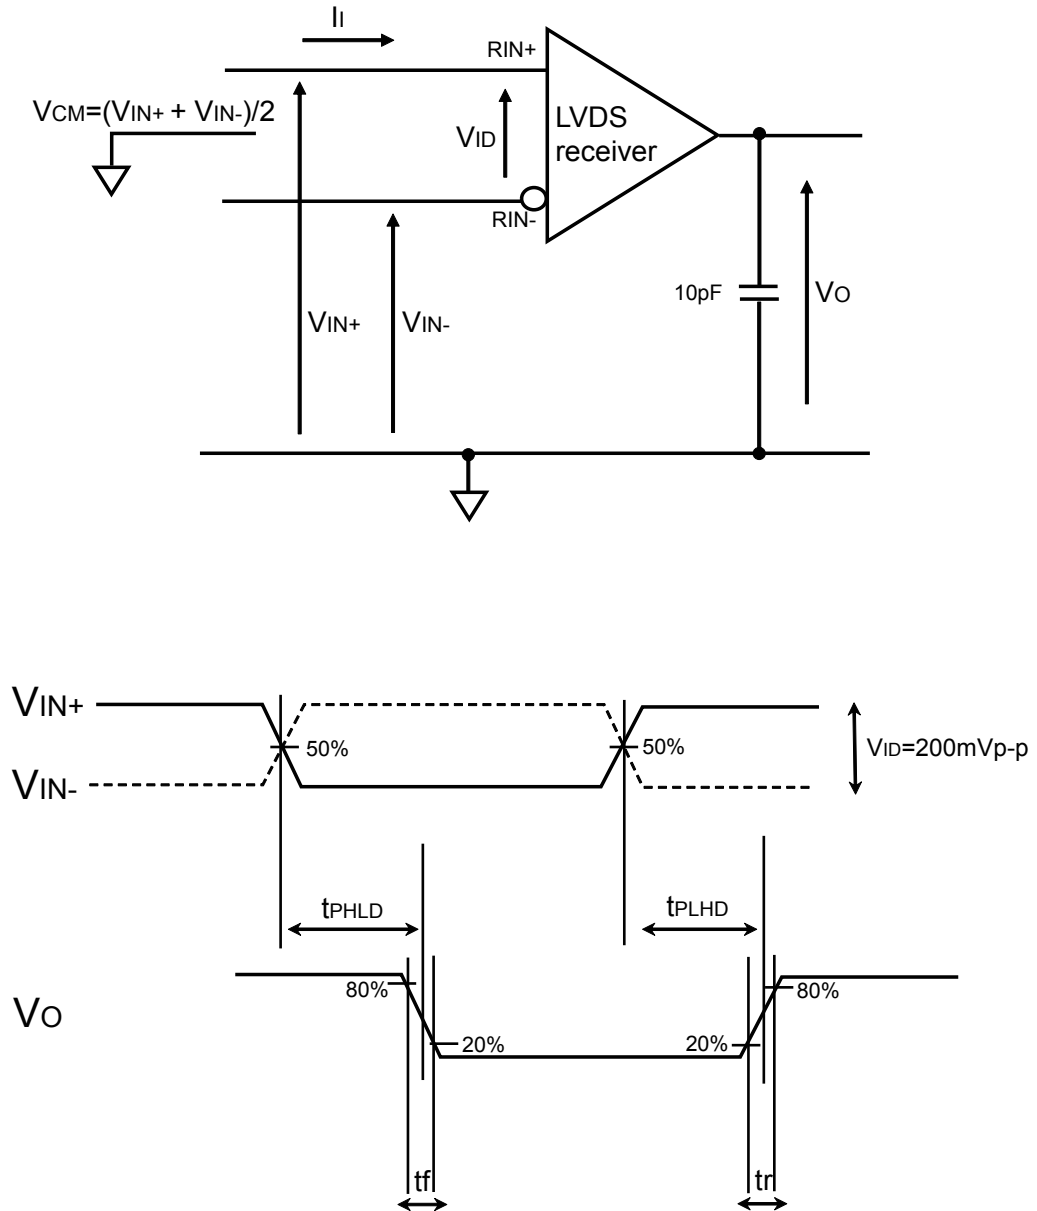 II
RIN+
VCM=(VIN+ + VIN-)/2
VID
LVDS
receiver
RIN-
10pF
VO
VIN+
VIN-
VIN+
50%
50%
VID=200mVp-p
VIN-
tPHLD
tPLHD
80%
80%
VO
20%
20%
tf
tr